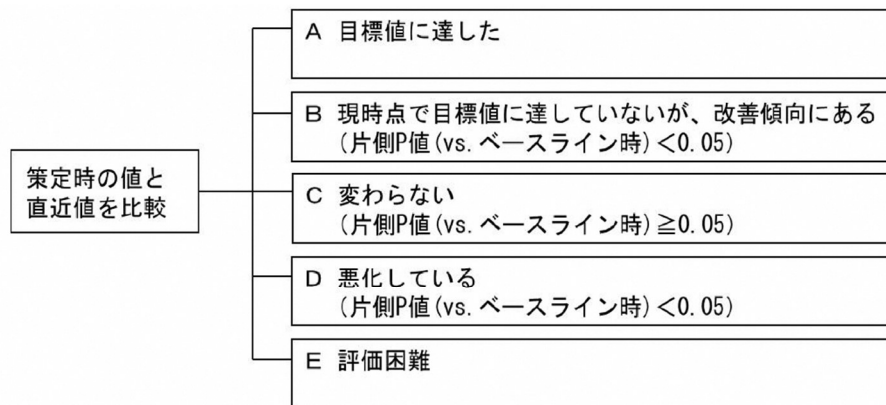 策定時の値と
直近値を比較
A 目標値に達した
B 現時点で目標値に達していないが、改善傾向にある
(片側P値(vs.ベースライン時)<0.05)
C 変わらない
(片側P値(vs.ベースライン時)≧0.05)
D 悪化している
(片側P値(vs.ベースライン時)<0.05)
E 評価困難